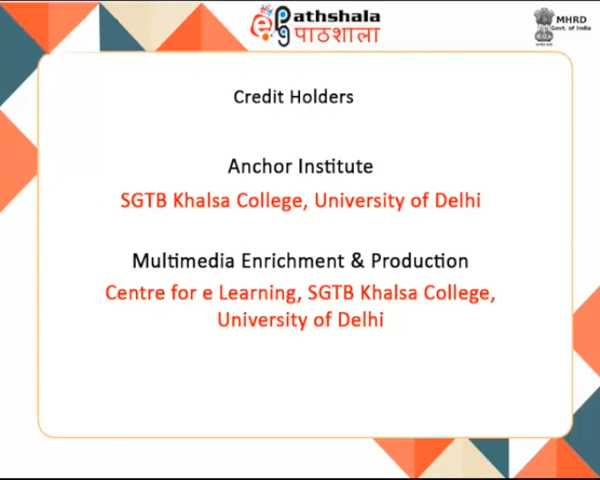 Pathshala
पाठशाला
MHRD
Govt. of India
Credit Holders
Anchor Institute
SGTB Khalsa College, University of Delhi
Multimedia Enrichment & Production
Centre for e Learning, SGTB Khalsa College,
University of Delhi